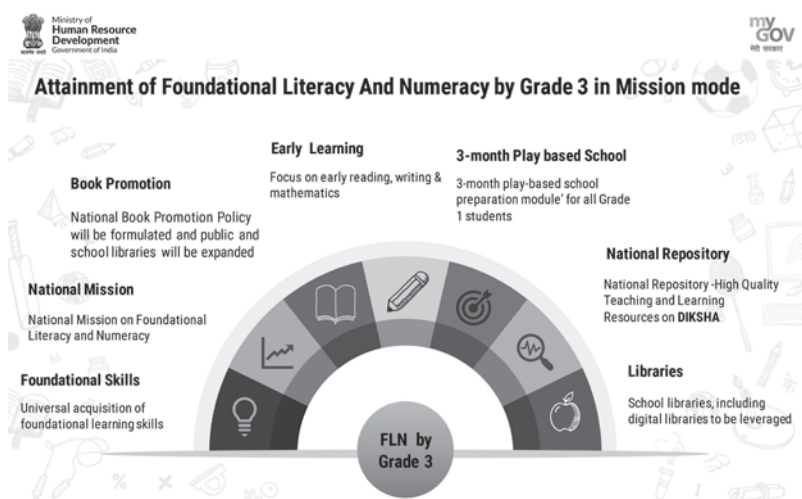 Ministry of
Human Resource
Development
Government of India
my
GOV
मेरी सरकार
Attainment of Foundational Literacy And Numeracy by Grade 3 in Mission mode
Early Learning
Focus on early reading, writing &
mathematics
3-month Play based School
3-month play-based school
preparation module' for all Grade
1 students
Book Promotion
National Book Promotion Policy
will be formulated and public and
school libraries will be expanded
National Repository
National Repository -High Quality
Teaching and Learning
Resources on DIKSHA
National Mission
National Mission on Foundational
Literacy and Numeracy
Libraries
School libraries, including
digital libraries to be leveraged
Foundational Skills
Universal acquisition of
foundational learning skills
FLN by
Grade 3